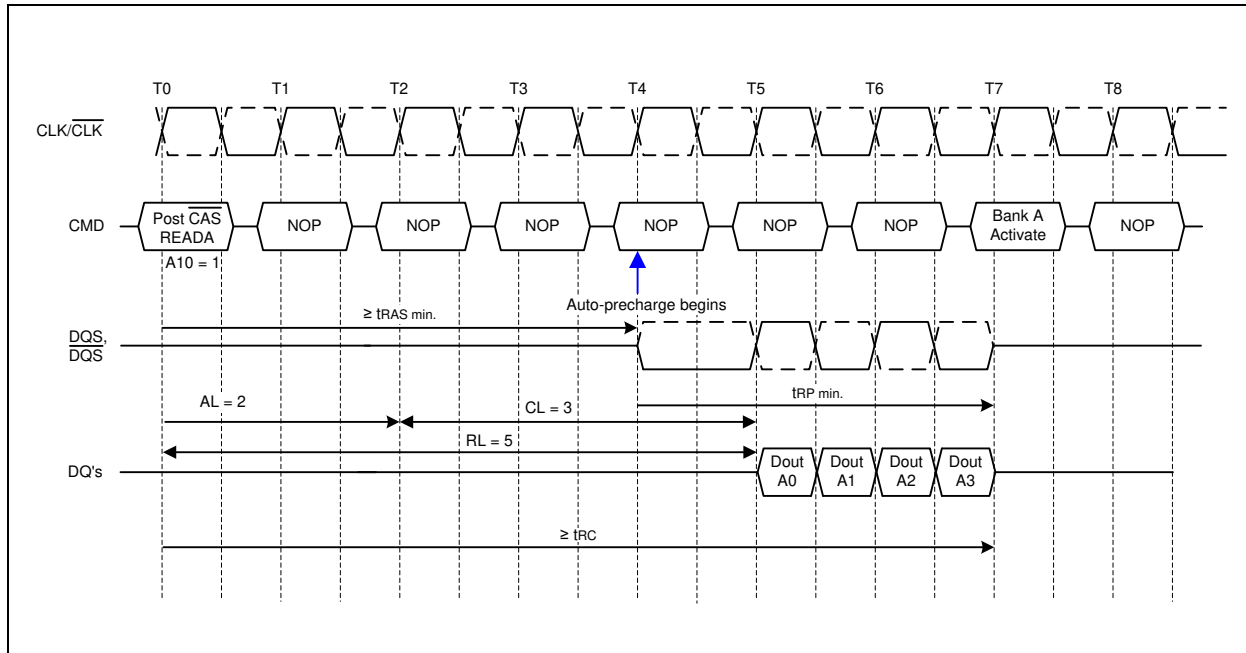 T0 T1 T2 T3 T4 T5 T6 T7 T8
CLK/CLK
CMD
Post CAS
READA
NOP NOP NOP NOP NOP NOP
Bank A
Activate
NOP
A10 = 1
Auto-precharge begins
≥ tRAS min.
DQS,
DQS
tRP min.
AL = 2
CL = 3
RL = 5
DQ's
Dout
A0
Dout
A1
Dout
A2
Dout
A3
≥ tRC